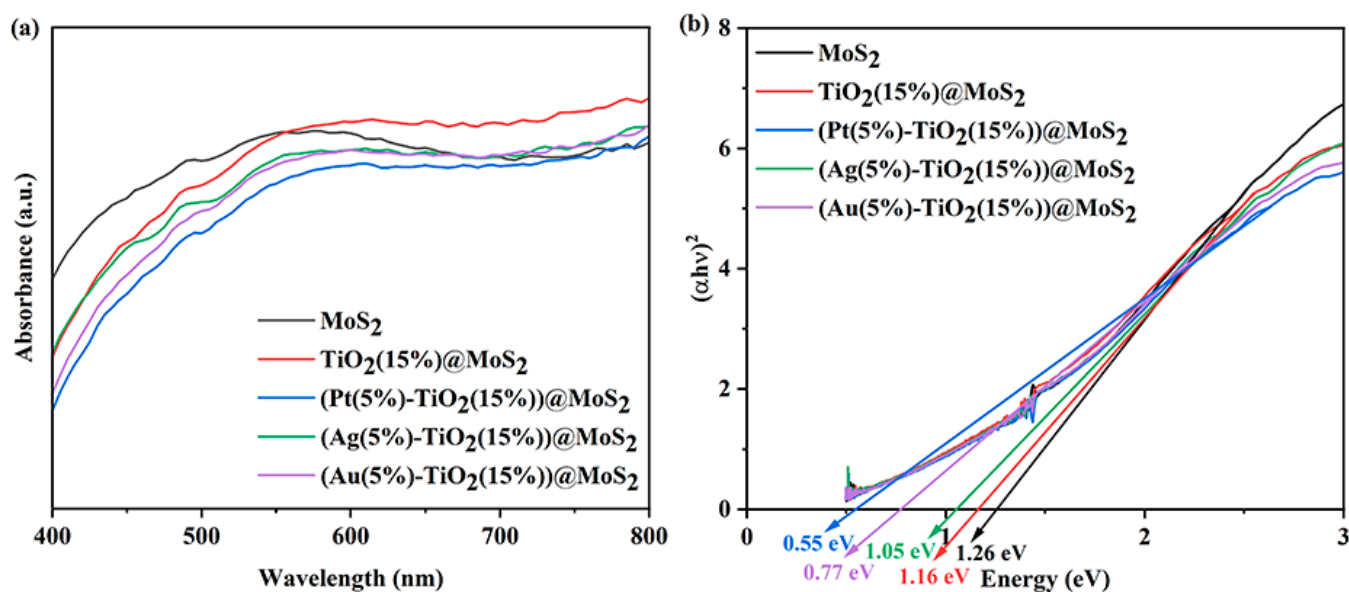 (a)
Absorbance (a.u.)
MoS2
TiO2(15%)@MoS2
(Pt(5%)-TiO2(15%))@MoS2
(Ag(5%)-TiO2(15%))@MoS2
(Au(5%)-TiO2(15%))@MoS2
400
500
600
700
800
Wavelength (nm)
(b)
(αhν)²
8
6
4
2
0
MoS2
TiO2(15%)@MoS2
(Pt(5%)-TiO2(15%))@MoS2
(Ag(5%)-TiO2(15%))@MoS2
(Au(5%)-TiO2(15%))@MoS2
0
1
2
3
0.55 eV
1.05 eV
1.26 eV
0.77 eV
1.16 eV
Energy (eV)